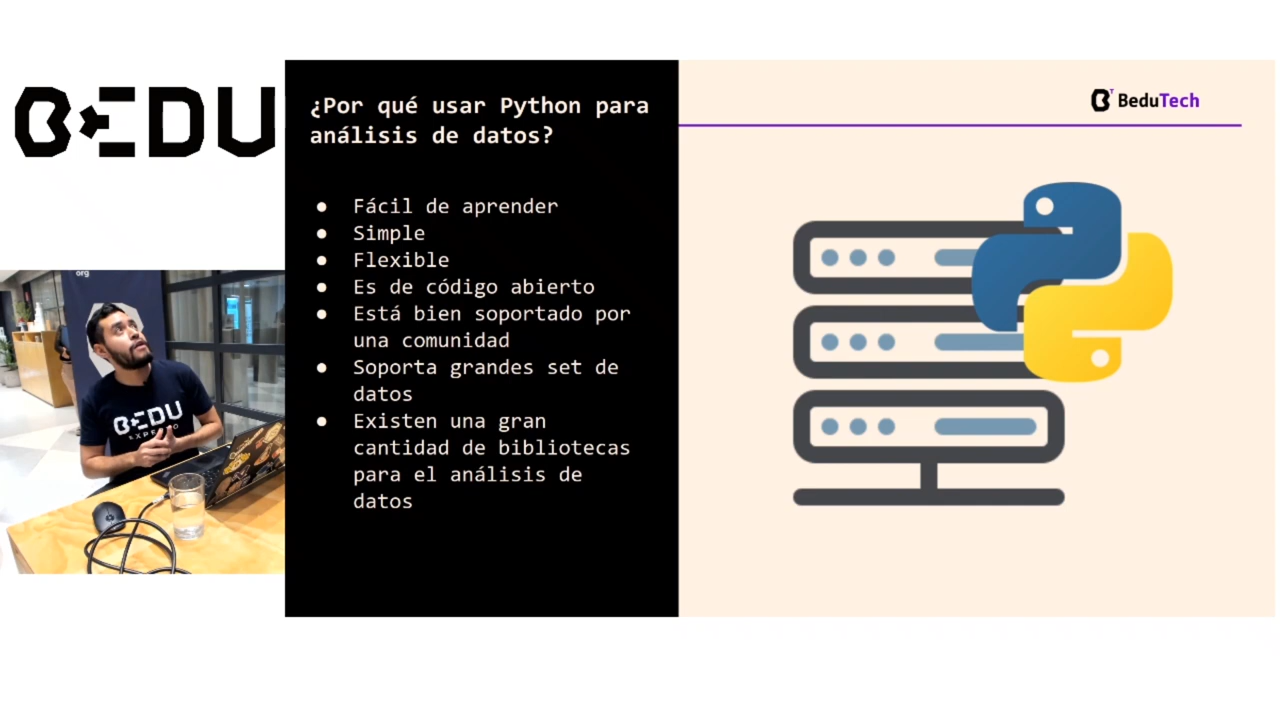 BEDU
¿Por qué usar Python para
análisis de datos?
● Fácil de aprender
● Simple
● Flexible
● Es de código abierto
● Está bien soportado por
una comunidad
● Soporta grandes set de
datos
● Existen una gran
cantidad de bibliotecas
para el análisis de
datos
BeduTech
org
BEDU
EXPERTO